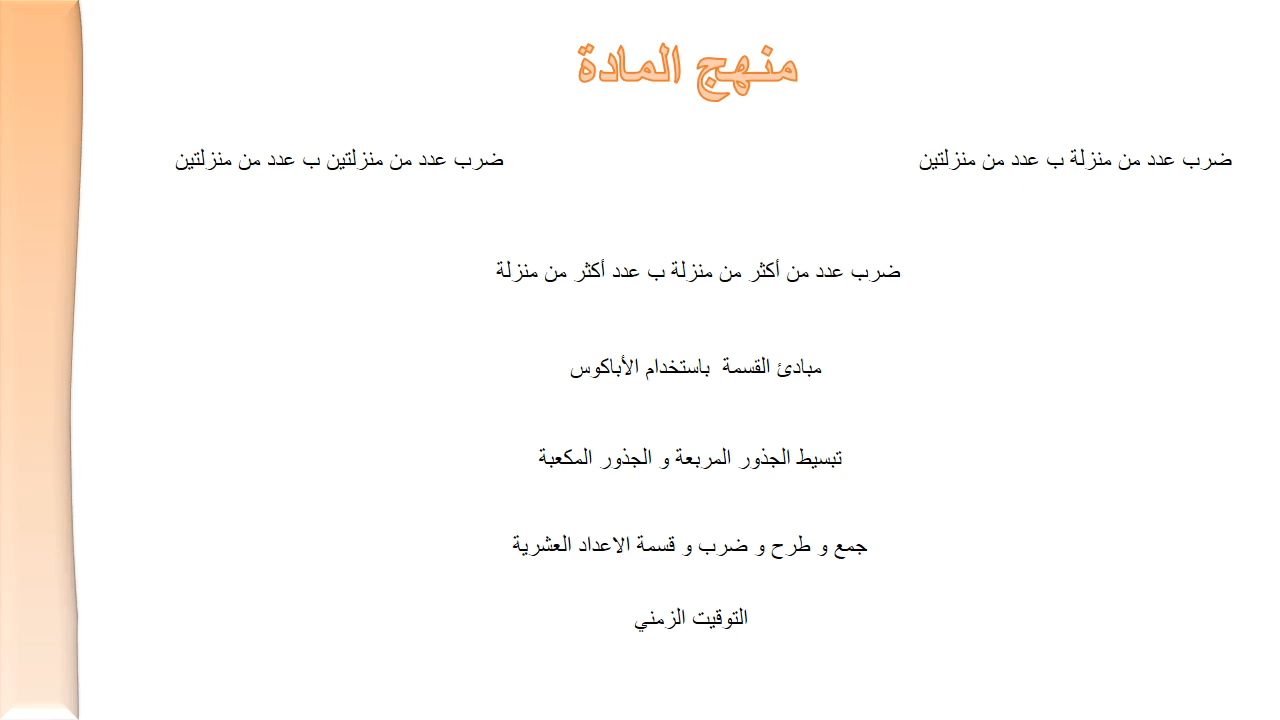 منهج المادة
ضرب عدد من منزلة ب عدد من منزلتين
ضرب عدد من منزلتين ب عدد من منزلتين
ضرب عدد من أكثر من منزلة ب عدد أكثر من منزلة
مبادئ القسمة باستخدام الأباكوس
تبسيط الجذور المربعة و الجذور المكعبة
جمع و طرح و ضرب و قسمة الاعداد العشرية
التوقيت الزمني